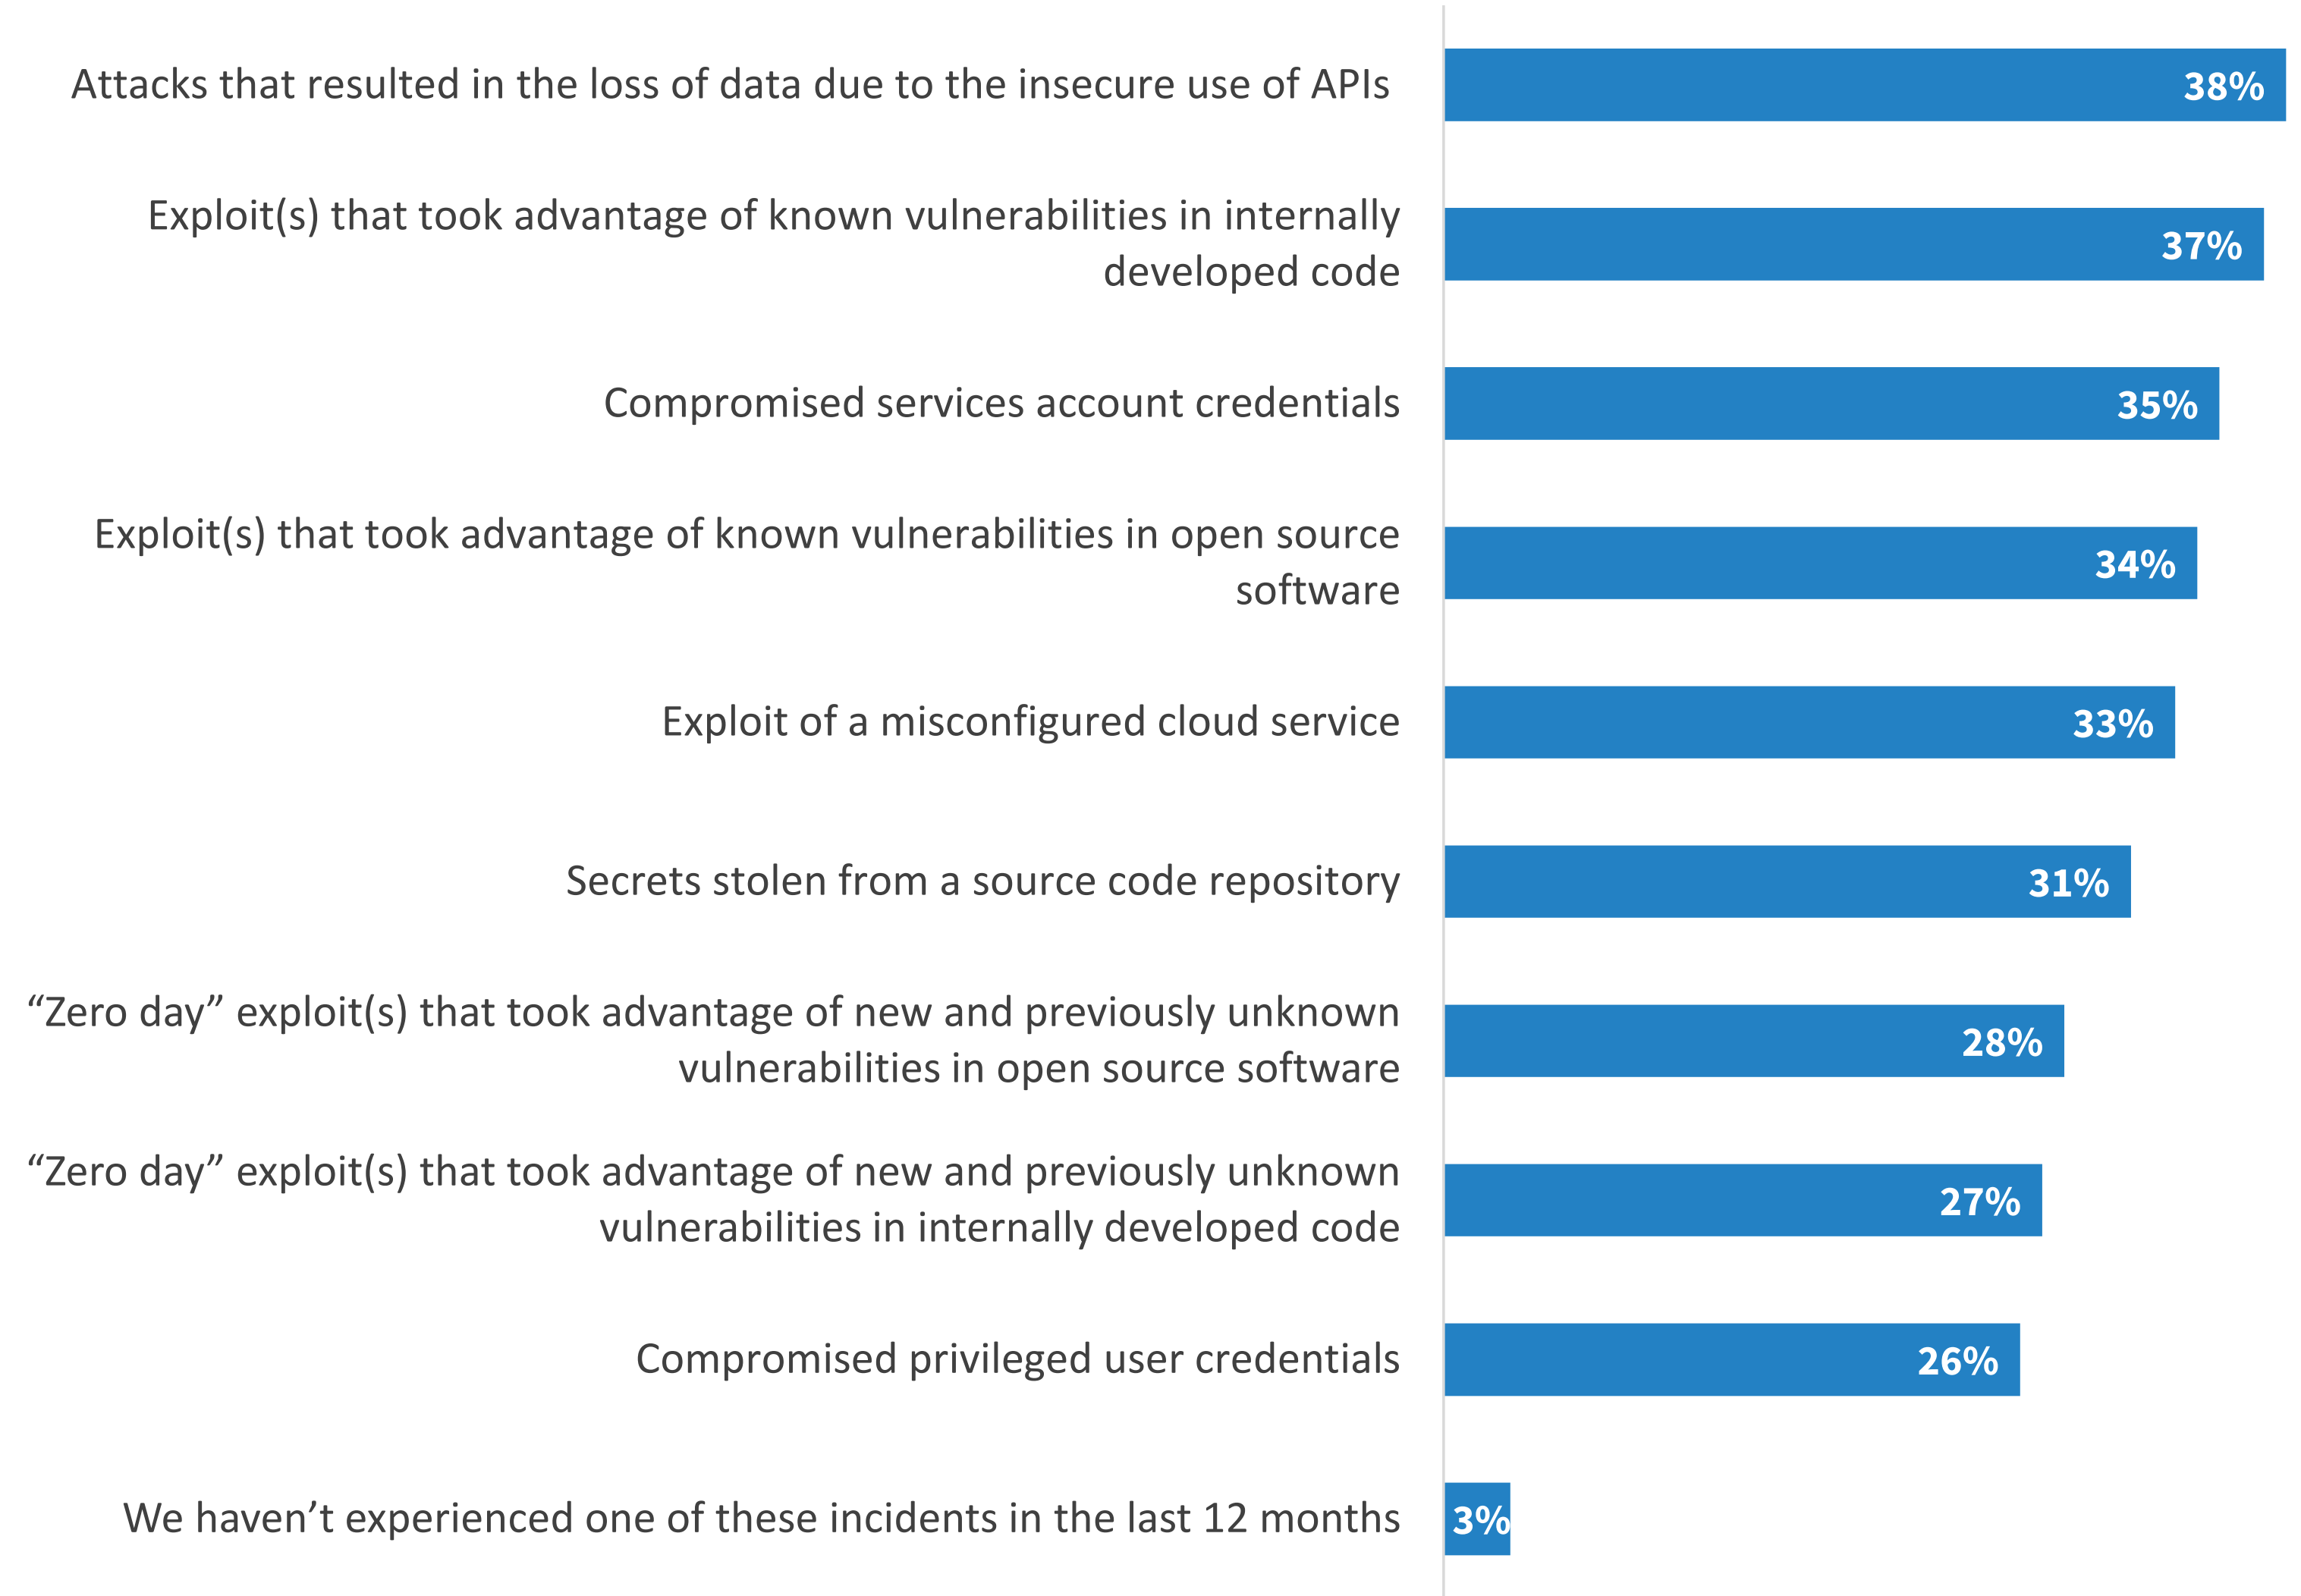 Attacks that resulted in the loss of data due to the insecure use of APIs
38%
Exploit(s) that took advantage of known vulnerabilities in internally
developed code
37%
Compromised services account credentials
35%
Exploit(s) that took advantage of known vulnerabilities in open source
software
34%
Exploit of a misconfigured cloud service
33%
Secrets stolen from a source code repository
31%
“Zero day” exploit(s) that took advantage of new and previously unknown
vulnerabilities in open source software
28%
“Zero day” exploit(s) that took advantage of new and previously unknown
vulnerabilities in internally developed code
27%
Compromised privileged user credentials
26%
We haven’t experienced one of these incidents in the last 12 months
3%